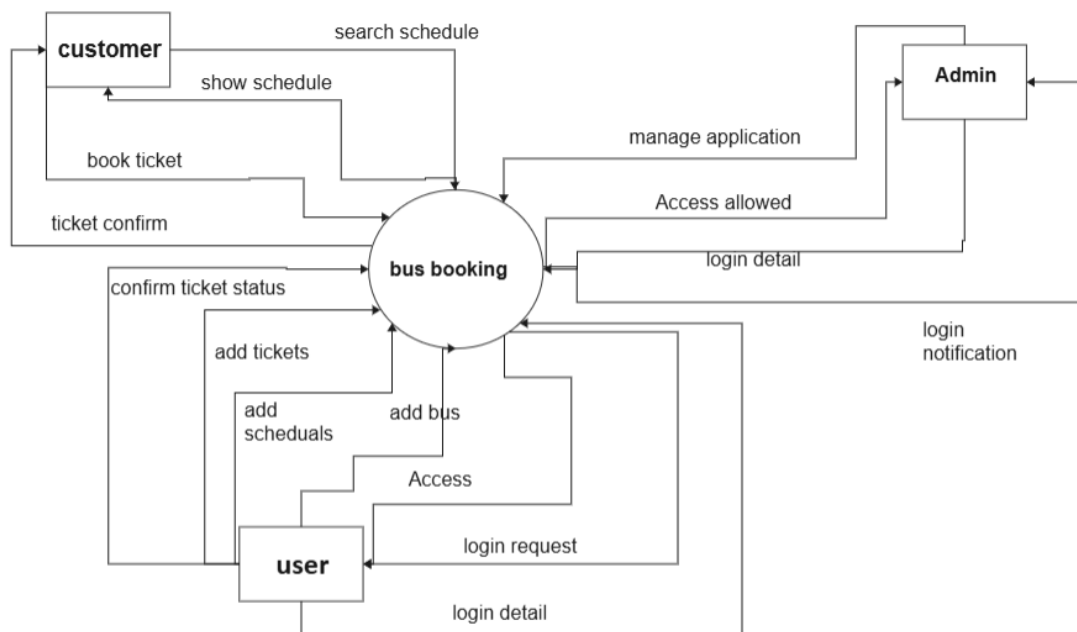 search schedule
customer
Admin
show schedule
manage application
book ticket
Access allowed
ticket confirm
login detail
bus booking
confirm ticket status
login
notification
add tickets
add
scheduals
add bus
Access
login request
user
login detail